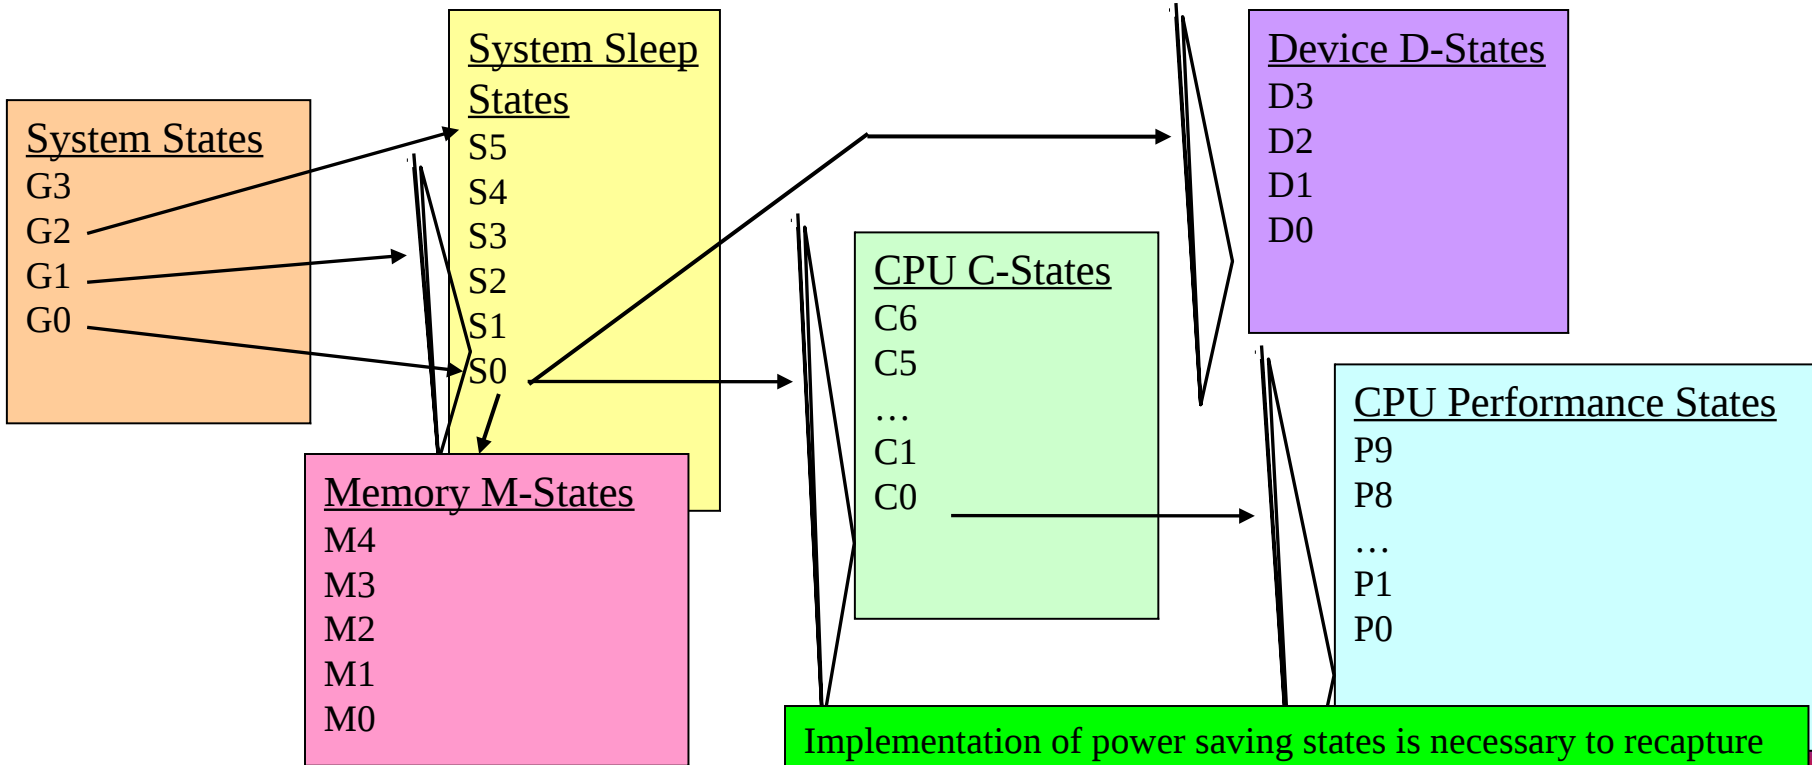 System States
G3
G2
G1
G0
System Sleep
States
S5
S4
S3
S2
S1
S0
Memory M-States
M4
M3
M2
M1
M0
CPU C-States
C6
C5
…
C1
C0
Device D-States
D3
D2
D1
D0
CPU Performance States
P9
P8
…
P1
P0
Implementation of power saving states is necessary to recapture